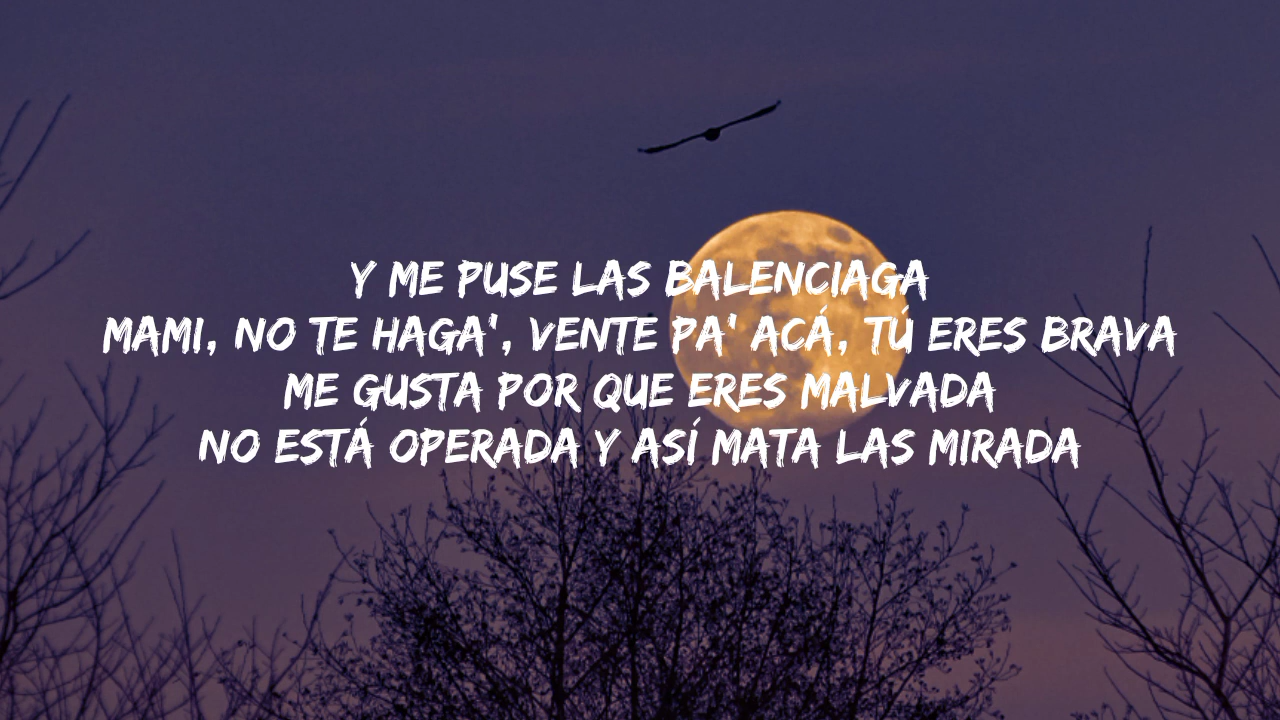 Y ME PUSE LAS BALENCIAGA
MAMI, NO TE HAGA', VENTE PA' ACÁ, TÚ ERES BRAVA
ME GUSTA POR QUE ERES MALVADA
NO ESTÁ OPERADA Y ASÍ MATA LAS MIRADA